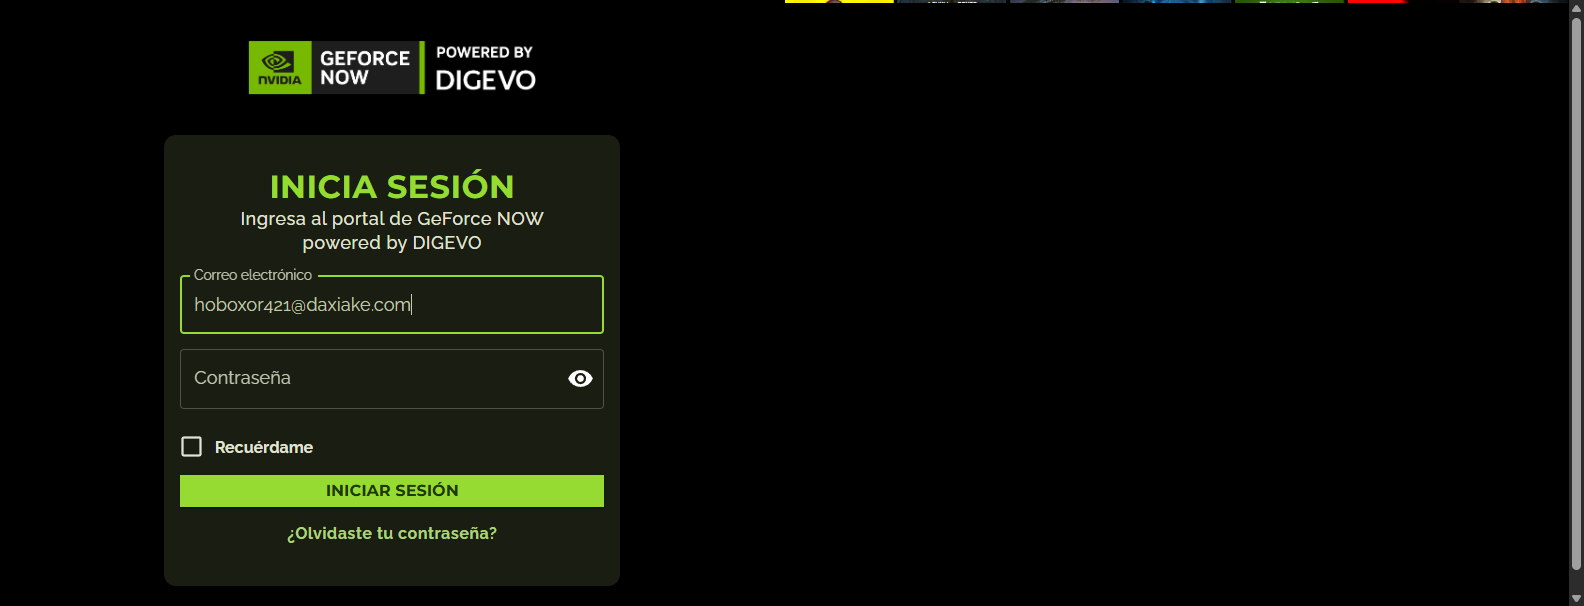 NVIDIA
GEFORCE
NOW
POWERED BY
DIGEVO
INICIA SESIÓN
Ingresa al portal de GeForce NOW
powered by DIGEVO
Correo electrónico
hoboxor421@daxiake.com
Contraseña
Recuérdame
INICIAR SESIÓN
¿Olvidaste tu contraseña?